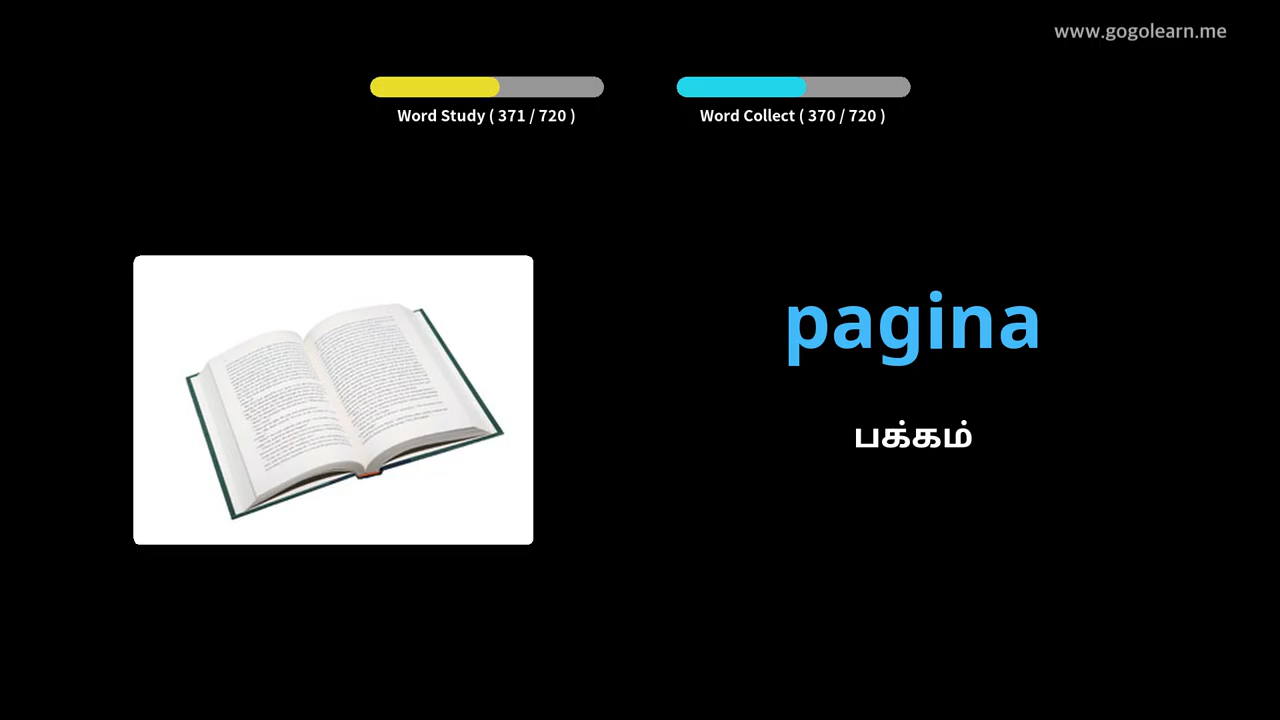 www.gogolearn.me
Word Study ( 371 / 720 )
Word Collect ( 370 / 720 )
pagina
பக்கம்